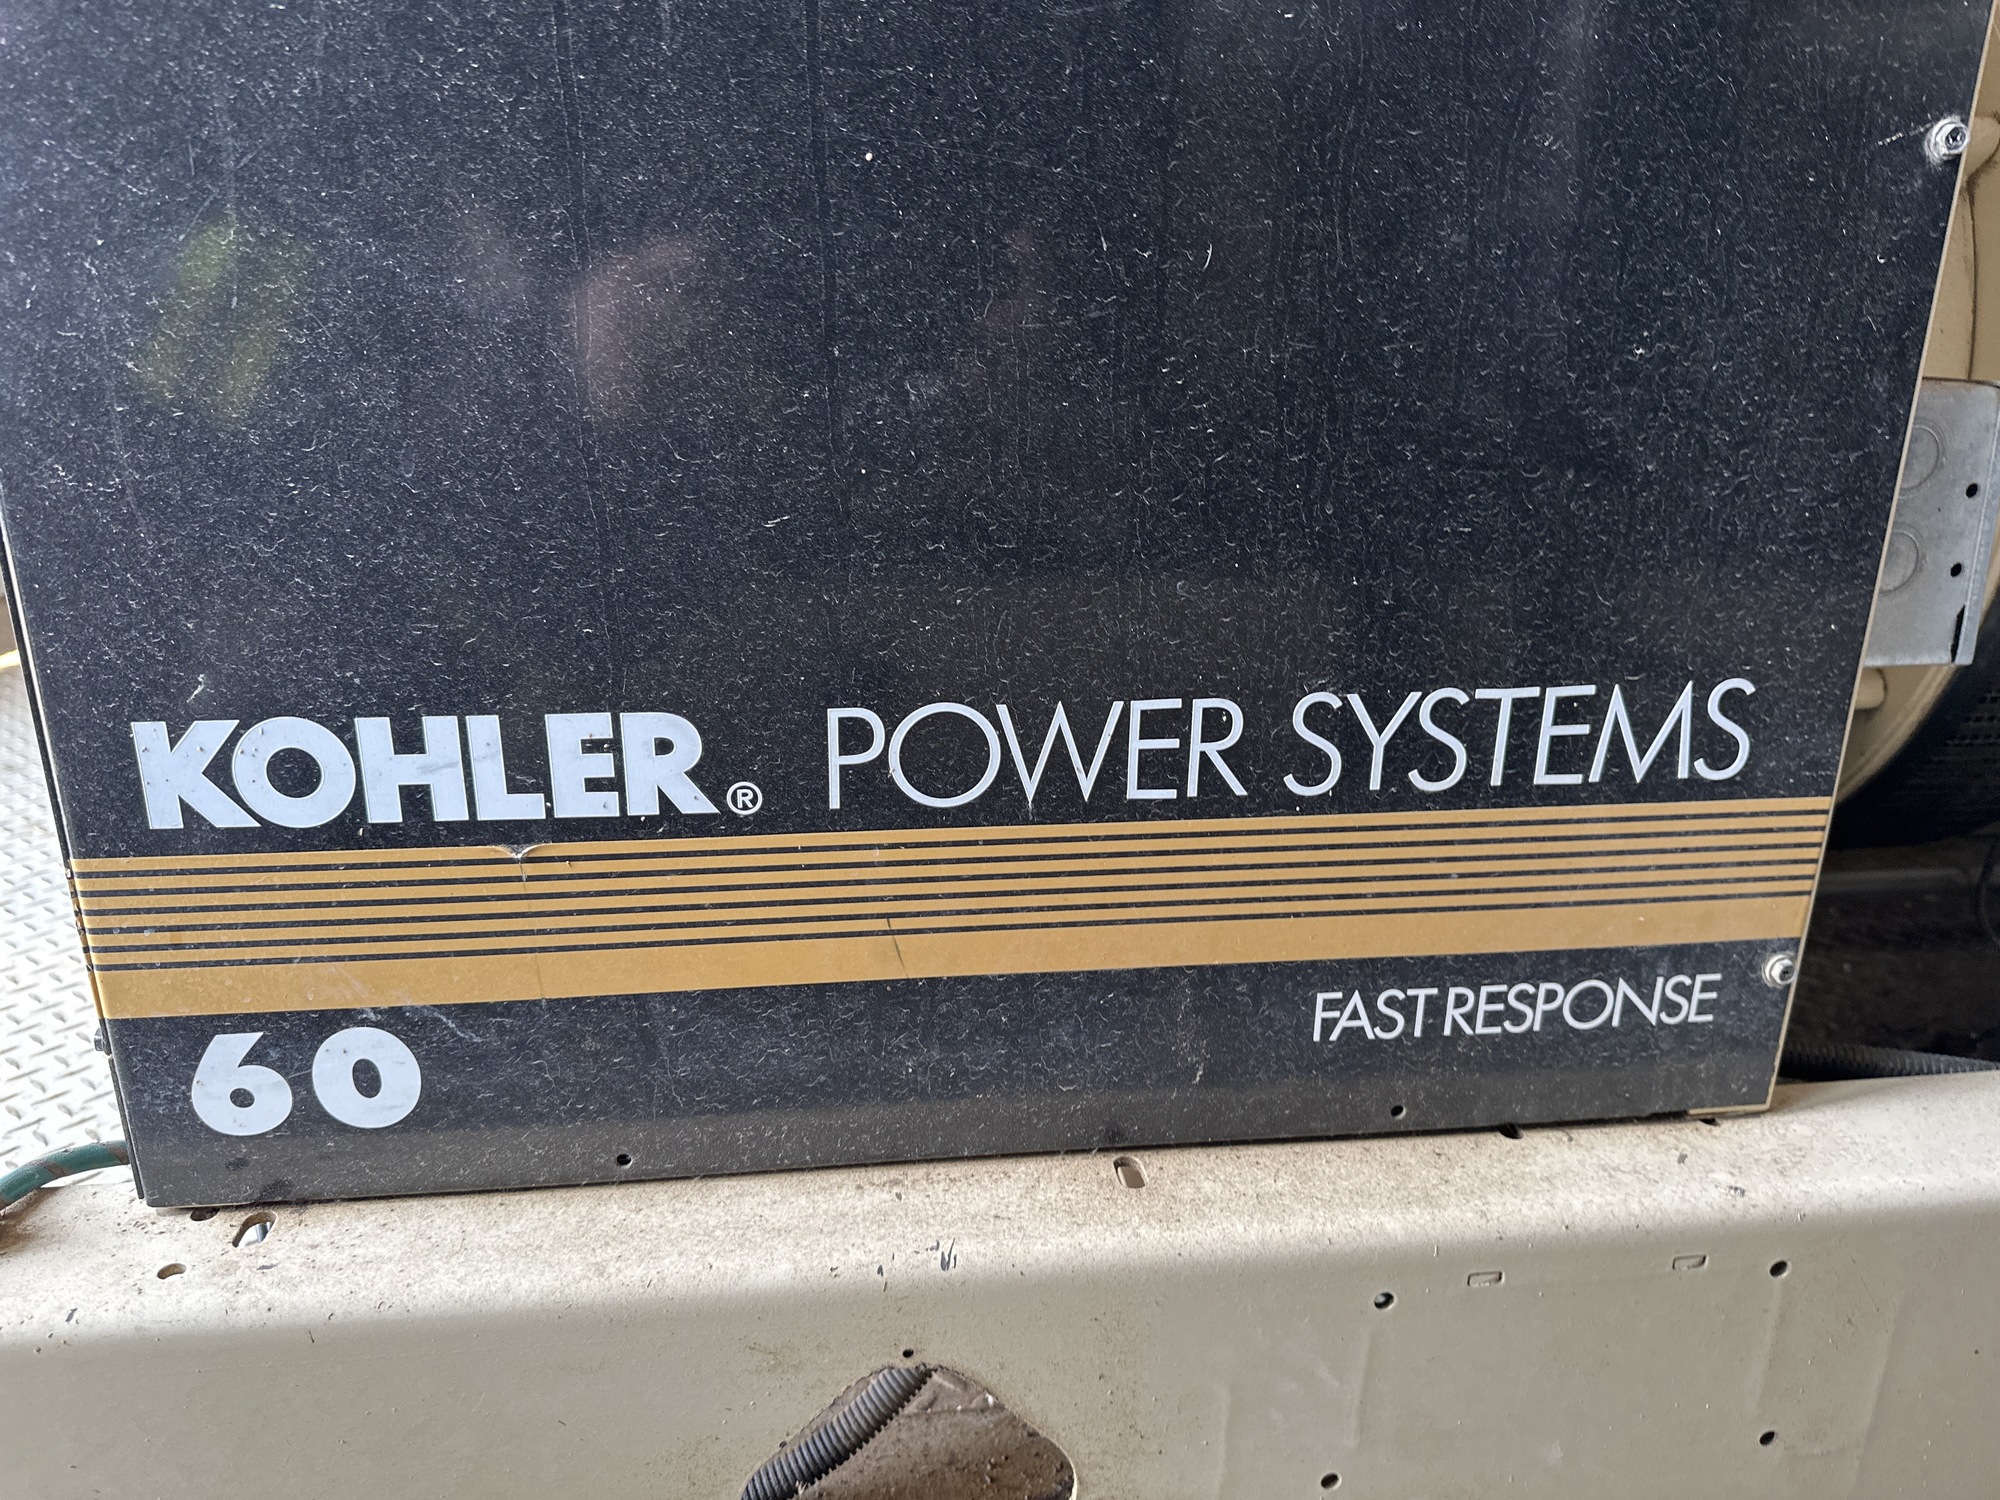 KOHLER® POWER SYSTEMS
FAST RESPONSE
60